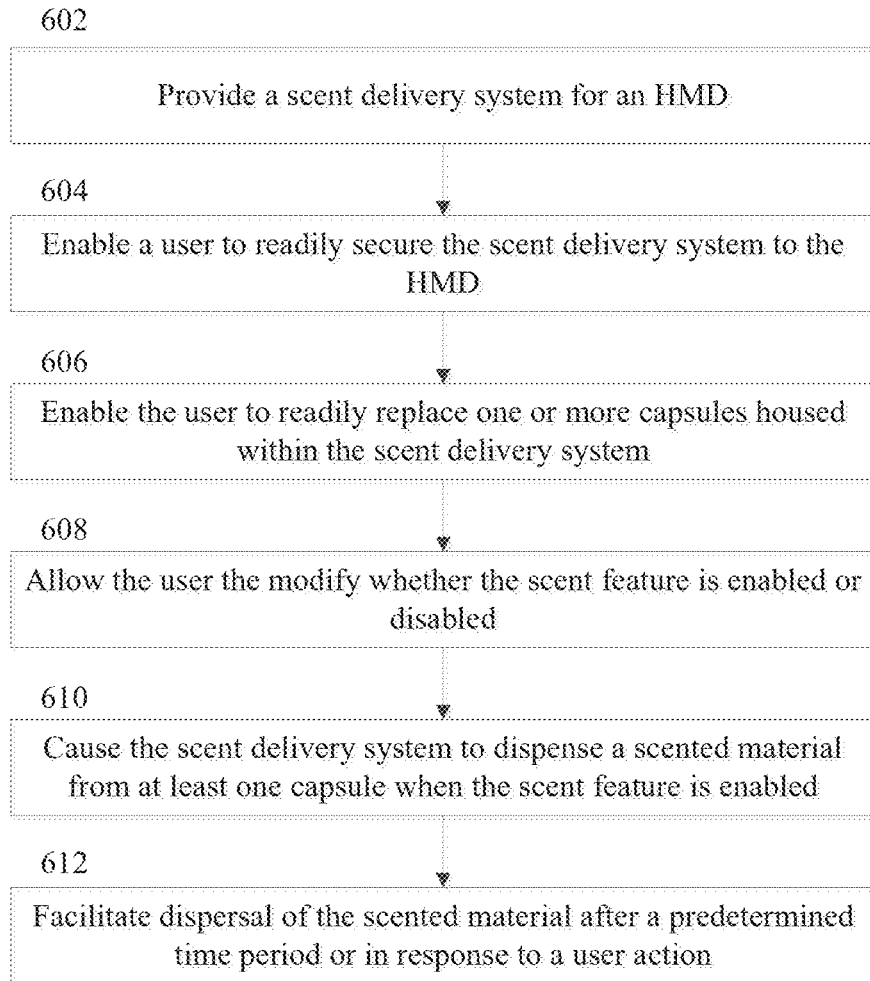 602
Provide a scent delivery system for an HMD
604
Enable a user to readily secure the scent delivery system to the
HMD
606
Enable the user to readily replace one or more capsules housed
within the scent delivery system
608
Allow the user the modify whether the scent feature is enabled or
disabled
610
Cause the scent delivery system to dispense a scented material
from at least one capsule when the scent feature is enabled
612
Facilitate dispersal of the scented material after a predetermined
time period or in response to a user action